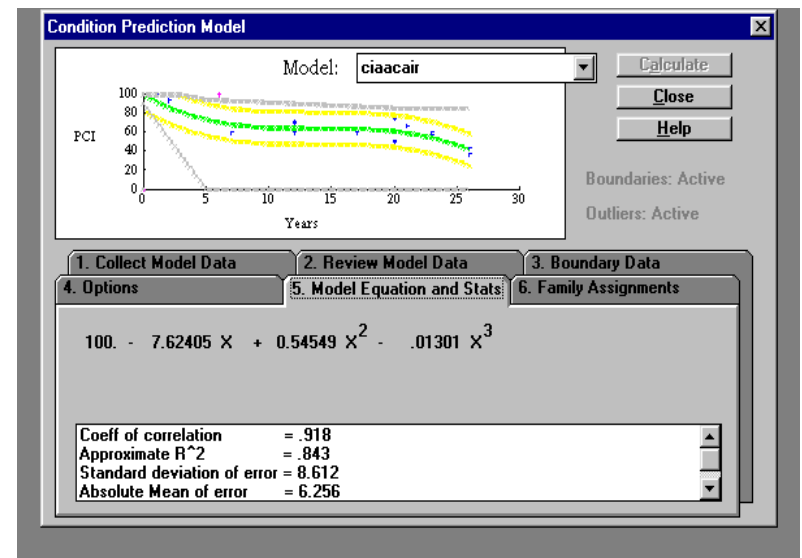 Condition Prediction Model
Model: ciaacair
Calculate
Close
Help
Boundaries: Active
Outliers: Active
PCI
100
80
60
40
20
0
0 5 10 15 20 25 30
Years
1. Collect Model Data 2. Review Model Data 3. Boundary Data
4. Options 5. Model Equation and Stats 6. Family Assignments
100. - 7.62405 X + 0.54549 X^2 - .01301 X^3
Coeff of correlation = .918
Approximate R^2 = .843
Standard deviation of error = 8.612
Absolute Mean of error = 6.256